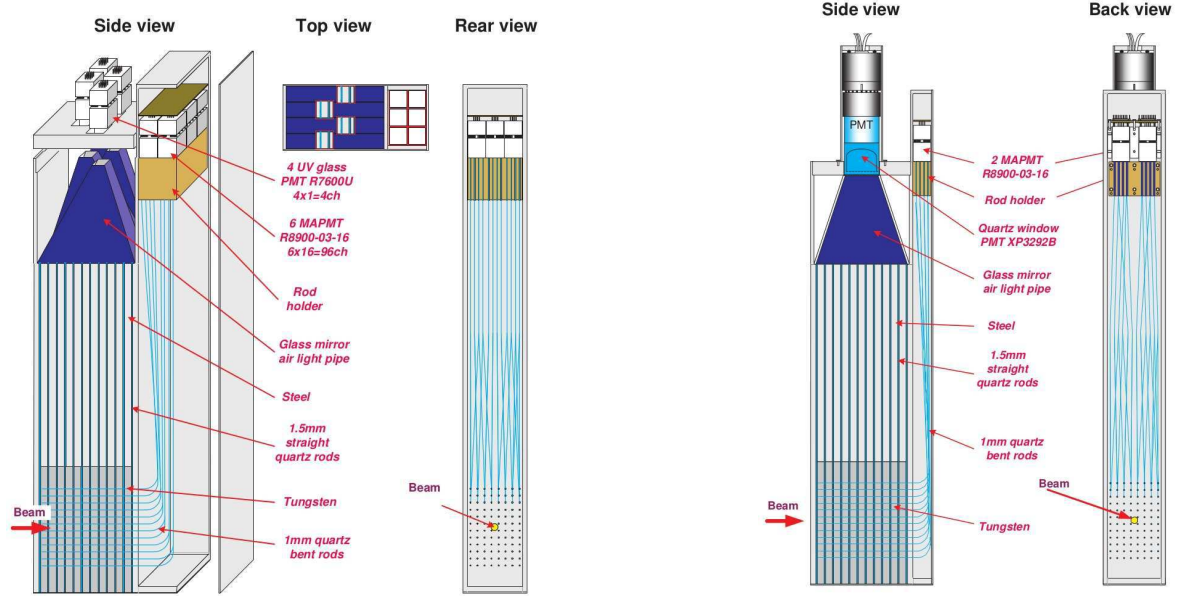 Side view
Top view
Rear view
4 UV glass
PMT R7600U
4x1=4ch
6 MAPMT
R8900-03-16
6x16=96ch
Rod
holder
Glass mirror
air light pipe
Steel
1.5mm
straight
quartz rods
Tungsten
1mm quartz
bent rods
Beam
Beam
Side view
Back view
PMT
2 MAPMT
R8900-03-16
Rod holder
Quartz window
PMT XP3292B
Glass mirror
air light pipe
Steel
1.5mm
straight
quartz rods
1mm quartz
bent rods
Tungsten
Beam
Beam